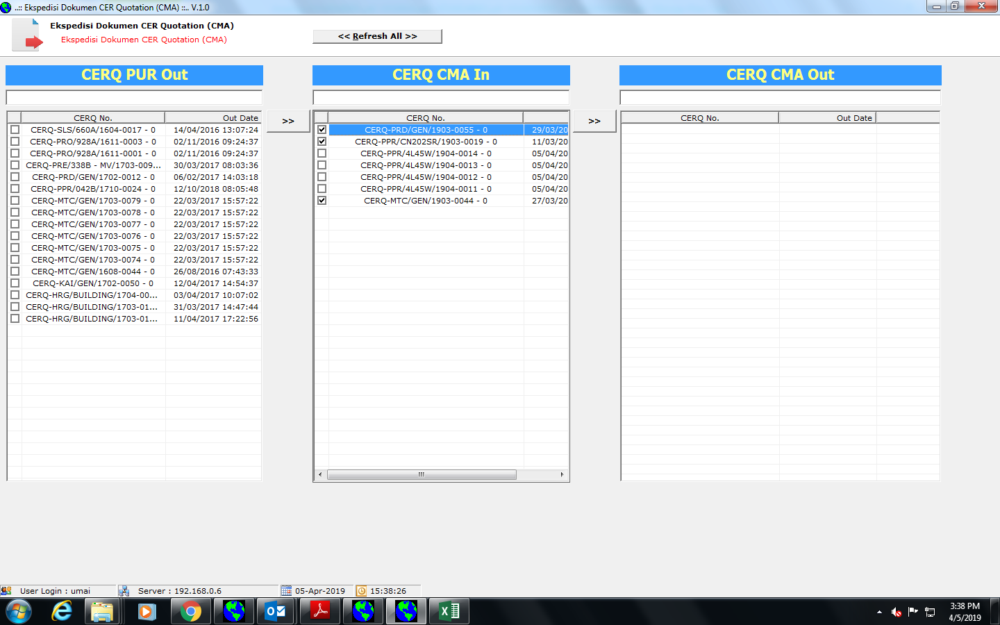 ..:: Ekspedisi Dokumen CER Quotation (CMA) ::.. V.1.0
Ekspedisi Dokumen CER Quotation (CMA)
Ekspedisi Dokumen CER Quotation (CMA)
<< Refresh All >>
CERQ PUR Out
CERQ No. Out Date
CERQ-SLS/660A/1604-0017 - 0 14/04/2016 13:07:24
CERQ-PRO/928A/1611-0003 - 0 02/11/2016 09:24:37
CERQ-PRO/928A/1611-0001 - 0 02/11/2016 09:24:37
CERQ-PRE/338B - MV/1703-009... 30/03/2017 08:03:36
CERQ-PRD/GEN/1702-0012 - 0 06/02/2017 14:03:18
CERQ-PPR/042B/1710-0024 - 0 12/10/2018 08:05:48
CERQ-MTC/GEN/1703-0079 - 0 22/03/2017 15:57:22
CERQ-MTC/GEN/1703-0078 - 0 22/03/2017 15:57:22
CERQ-MTC/GEN/1703-0077 - 0 22/03/2017 15:57:22
CERQ-MTC/GEN/1703-0076 - 0 22/03/2017 15:57:22
CERQ-MTC/GEN/1703-0075 - 0 22/03/2017 15:57:22
CERQ-MTC/GEN/1703-0074 - 0 22/03/2017 15:57:22
CERQ-MTC/GEN/1608-0044 - 0 26/08/2016 07:43:33
CERQ-KAI/GEN/1702-0050 - 0 12/04/2017 14:54:37
CERQ-HRG/BUILDING/1704-00... 03/04/2017 10:07:02
CERQ-HRG/BUILDING/1703-01... 31/03/2017 14:47:44
CERQ-HRG/BUILDING/1703-01... 11/04/2017 17:22:56
>>
CERQ CMA In
CERQ No.
CERQ-PRD/GEN/1903-0055 - 0 29/03/20
CERQ-PPR/CN202SR/1903-0019 - 0 11/03/20
CERQ-PPR/4L45W/1904-0014 - 0 05/04/20
CERQ-PPR/4L45W/1904-0013 - 0 05/04/20
CERQ-PPR/4L45W/1904-0012 - 0 05/04/20
CERQ-PPR/4L45W/1904-0011 - 0 05/04/20
CERQ-MTC/GEN/1903-0044 - 0 27/03/20
>>
CERQ CMA Out
CERQ No. Out Date
User Login : umai Server : 192.168.0.6 05-Apr-2019 15:38:26
3:38 PM
4/5/2019